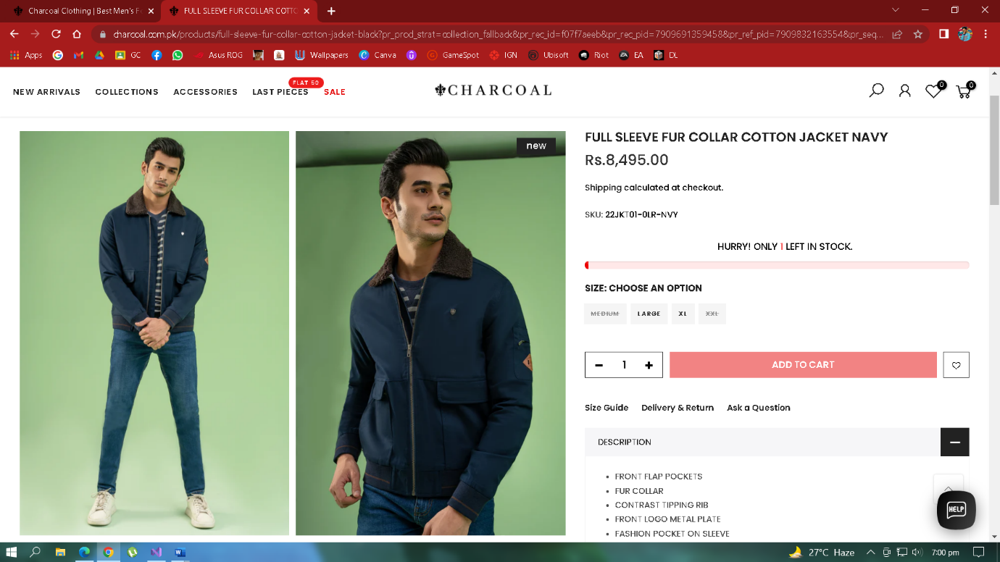 Charcoal Clothing | Best Men's F
FULL SLEEVE FUR COLLAR COTTO
charcoal.com.pk/products/full-sleeve-fur-collar-cotton-jacket-black?pr_prod_strat=collection_fallback&pr_rec_id=f07f7aeeb&pr_rec_pid=7909691359458&pr_ref_pid=7909832163554&pr_seq...
Apps GC Asus ROG Wallpapers Canva GameSpot IGN Ubisoft Riot EA DL
FLAT 50
NEW ARRIVALS COLLECTIONS ACCESSORIES LAST PIECES SALE
CHARCOAL
0 0
new
FULL SLEEVE FUR COLLAR COTTON JACKET NAVY
Rs.8,495.00
Shipping calculated at checkout.
SKU: 22JKT01-0LR-NVY
HURRY! ONLY 1 LEFT IN STOCK.
SIZE: CHOOSE AN OPTION
MEDIUM LARGE XL XXL
1
ADD TO CART
Size Guide Delivery & Return Ask a Question
DESCRIPTION
FRONT FLAP POCKETS
FUR COLLAR
CONTRAST TIPPING RIB
FRONT LOGO METAL PLATE
FASHION POCKET ON SLEEVE
HELP
27°C Haze 7:00 pm